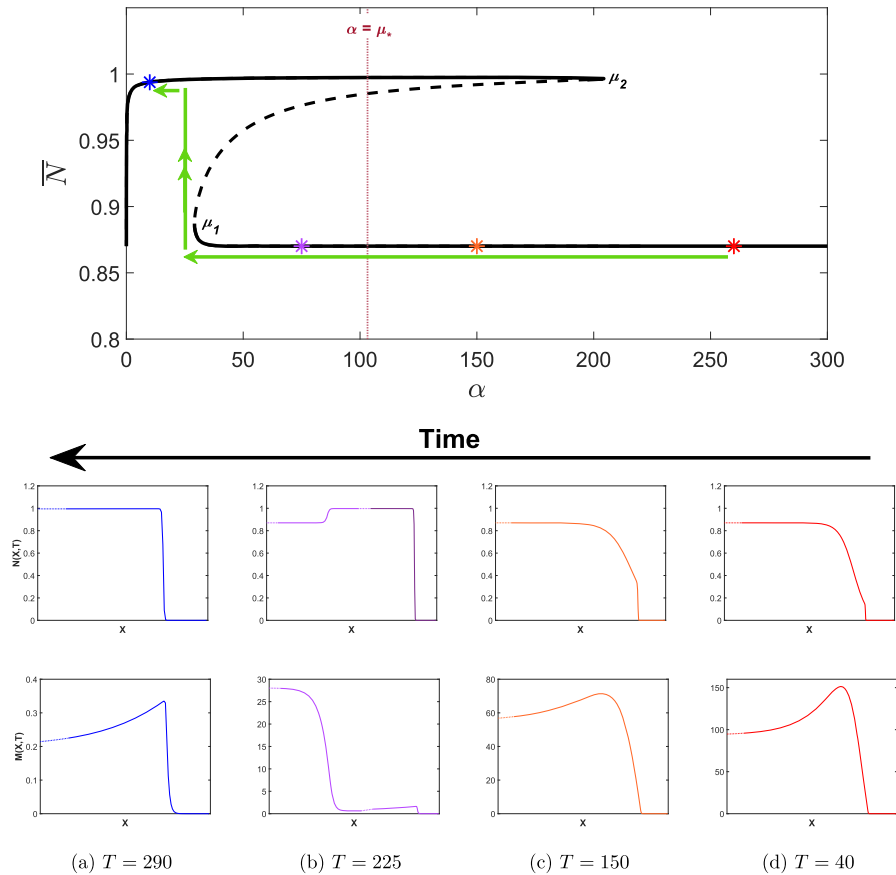 α = μ*
1
0.95
0.9
0.85
0.8
N̅
μ2
μ1
0 50 100 150 200 250 300
α
Time
1.2 1.2 1.2 1.2
1 1 1 1
0.8 0.8 0.8 0.8
0.6 0.6 0.6 0.6
0.4 0.4 0.4 0.4
0.2 0.2 0.2 0.2
0 0 0 0
N(X,T)
X X X X
0.4 30 80 150
0.3 25 60 100
0.2 20 40 50
0.1 15 20 0
0 10 0
5
0
M(X,T)
X X X X
(a) T = 290 (b) T = 225 (c) T = 150 (d) T = 40